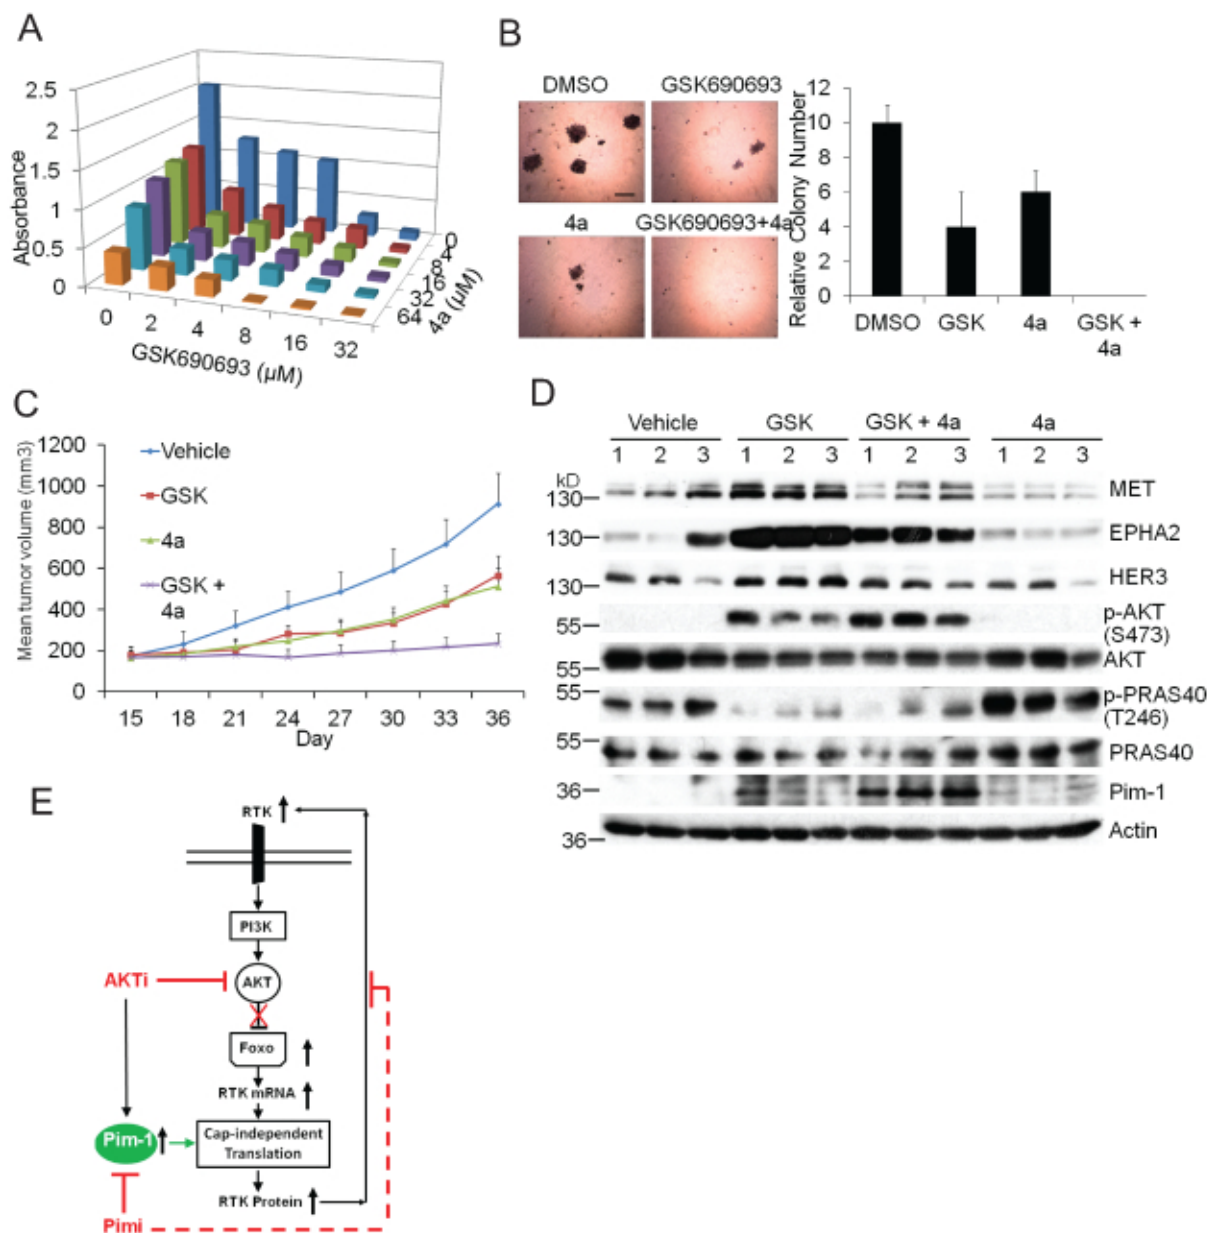 A
2.5
2
1.5
1
0.5
0
Absorbance
0
2
4
8
16
32
GSK690693 (µM)
0
4
8
16
32
64
4a (µM)
B
DMSO
GSK690693
4a
GSK690693+4a
Relative Colony Number
12
10
8
6
4
2
0
DMSO
GSK
4a
GSK +
4a
C
Mean tumor volume (mm3)
1200
1000
800
600
400
200
0
Vehicle
GSK
4a
GSK +
4a
15
18
21
24
27
30
33
36
Day
D
Vehicle
GSK
GSK + 4a
4a
1 2 3 1 2 3 1 2 3 1 2 3
kD
130
MET
130
EPHA2
130
HER3
55
p-AKT
(S473)
55
AKT
55
p-PRAS40
(T246)
55
PRAS40
36
Pim-1
36
Actin
E
RTK
PI3K
AKTi
AKT
Foxo
RTK mRNA
Pim-1
Cap-independent
Translation
RTK Protein
Pimi